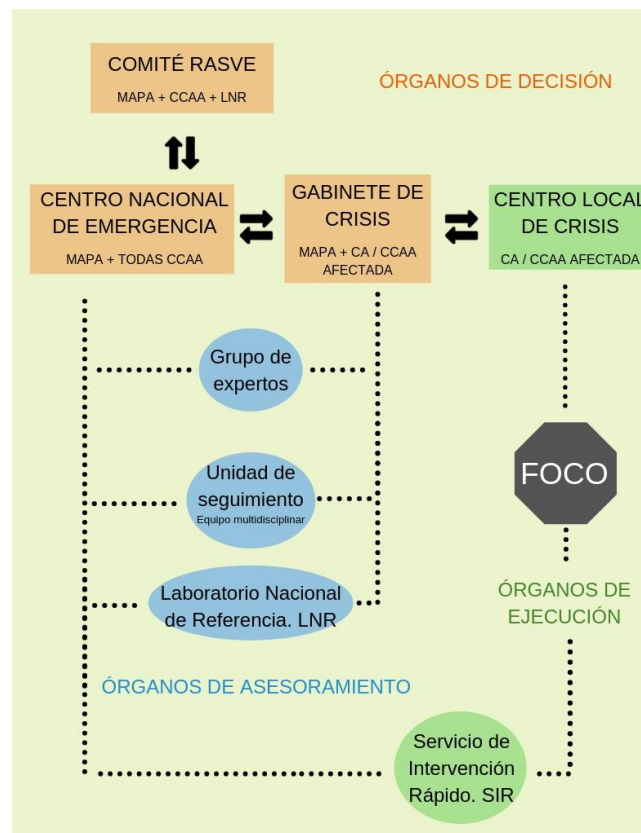 COMITÉ RASVE
MAPA + CCAA + LNR
ÓRGANOS DE DECISIÓN
CENTRO NACIONAL
DE EMERGENCIA
MAPA + TODAS CCAA
GABINETE DE
CRISIS
MAPA + CA / CCAA
AFECTADA
CENTRO LOCAL
DE CRISIS
CA / CCAA AFECTADA
Grupo de
expertos
Unidad de
seguimiento
Equipo multidisciplinar
FOCO
Laboratorio Nacional
de Referencia. LNR
ÓRGANOS DE
EJECUCIÓN
ÓRGANOS DE ASESORAMIENTO
Servicio de
Intervención
Rápido. SIR